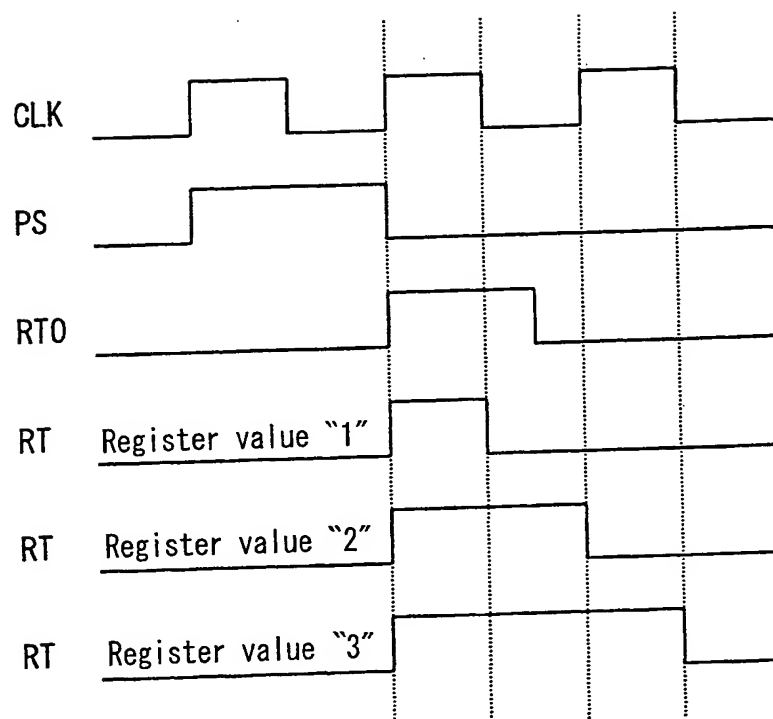 CLK
PS
RTO
RT Register value “1”
RT Register value “2”
RT Register value “3”